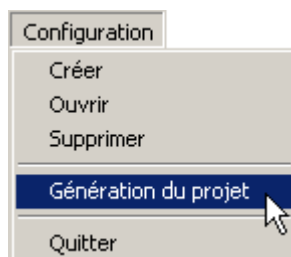 Configuration
Créer
Ouvrir
Supprimer
Génération du projet
Quitter